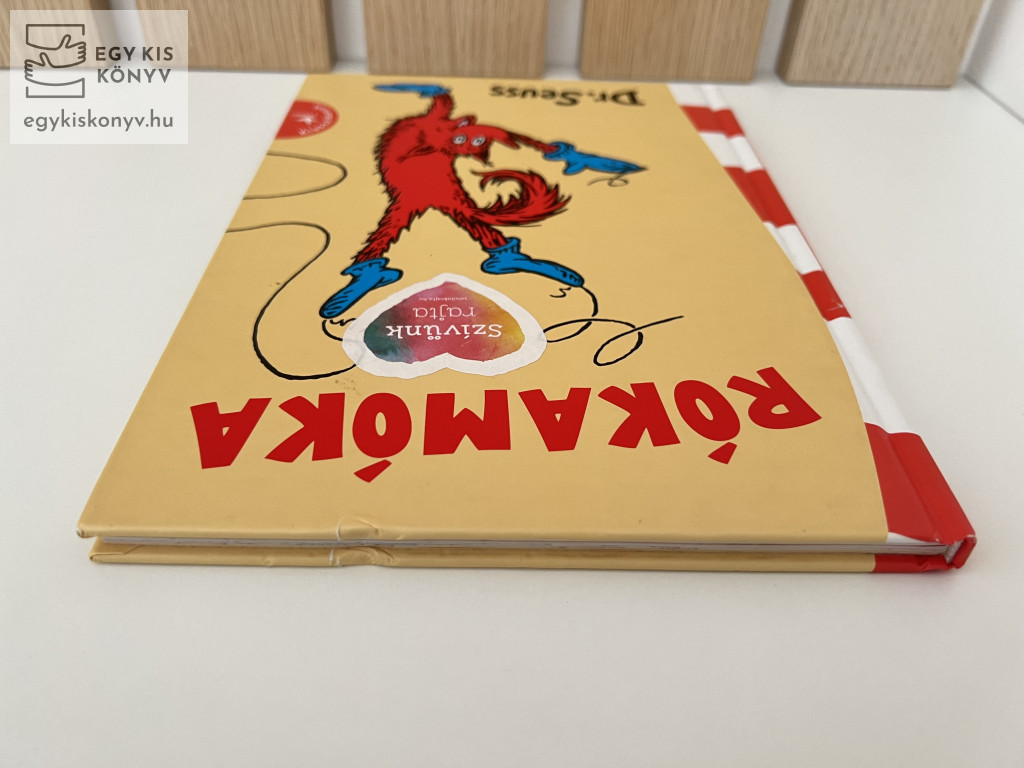 EGY KIS
KÖNYV
egykiskonyv.hu
RÓKAMÓKA
Szívünk
rajta
Dr. Seuss